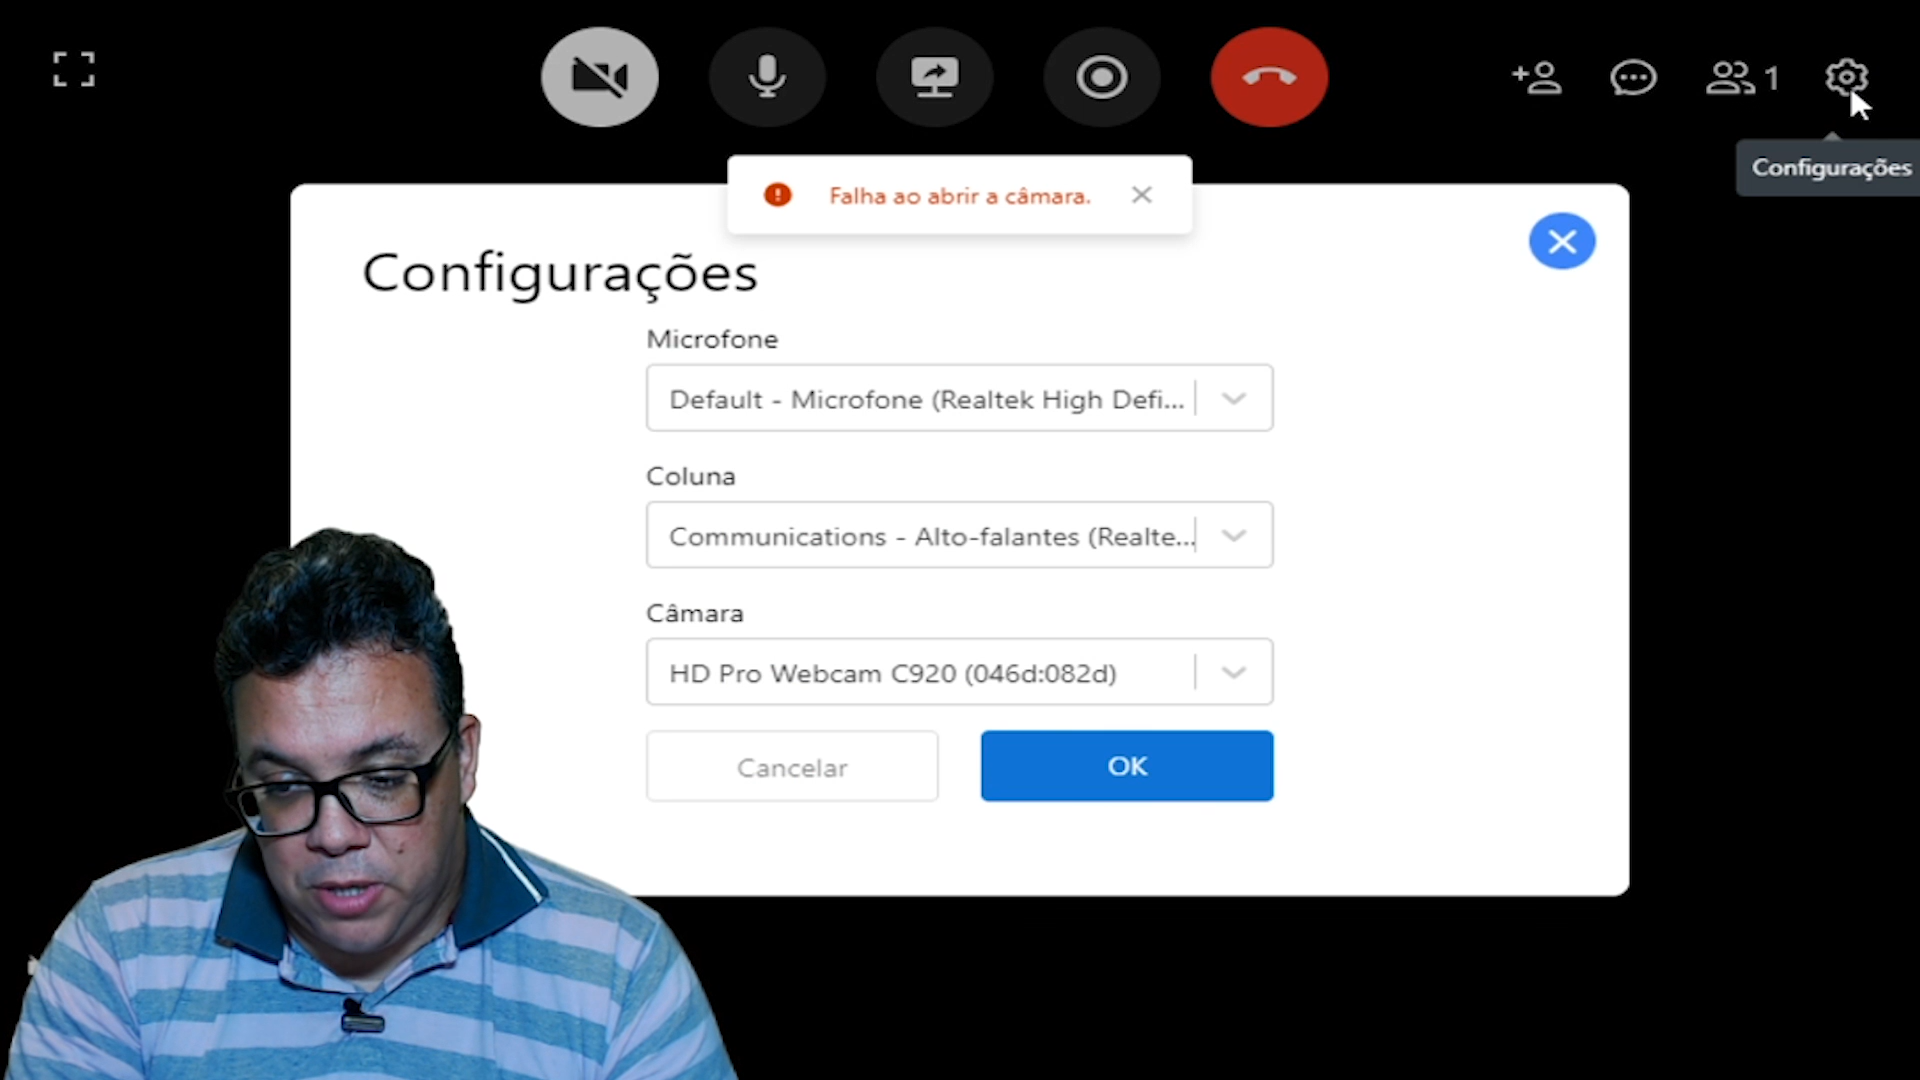 1
Configurações
Falha ao abrir a câmara.
Configurações
Microfone
Default - Microfone (Realtek High Defi...
Coluna
Communications - Alto-falantes (Realte...
Câmara
HD Pro Webcam C920 (046d:082d)
Cancelar
OK